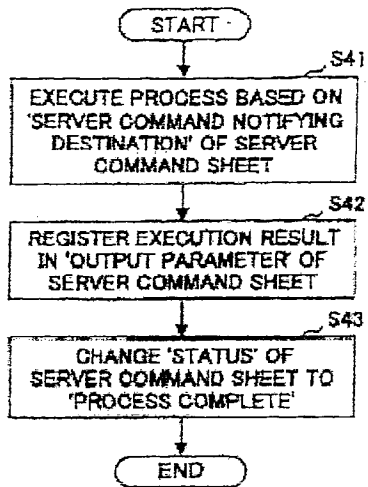 START
S41
EXECUTE PROCESS BASED ON
'SERVER COMMAND NOTIFYING
DESTINATION' OF SERVER
COMMAND SHEET
S42
REGISTER EXECUTION RESULT
IN 'OUTPUT PARAMETER' OF
SERVER COMMAND SHEET
S43
CHANGE 'STATUS' OF
SERVER COMMAND SHEET TO
'PROCESS COMPLETE'
END